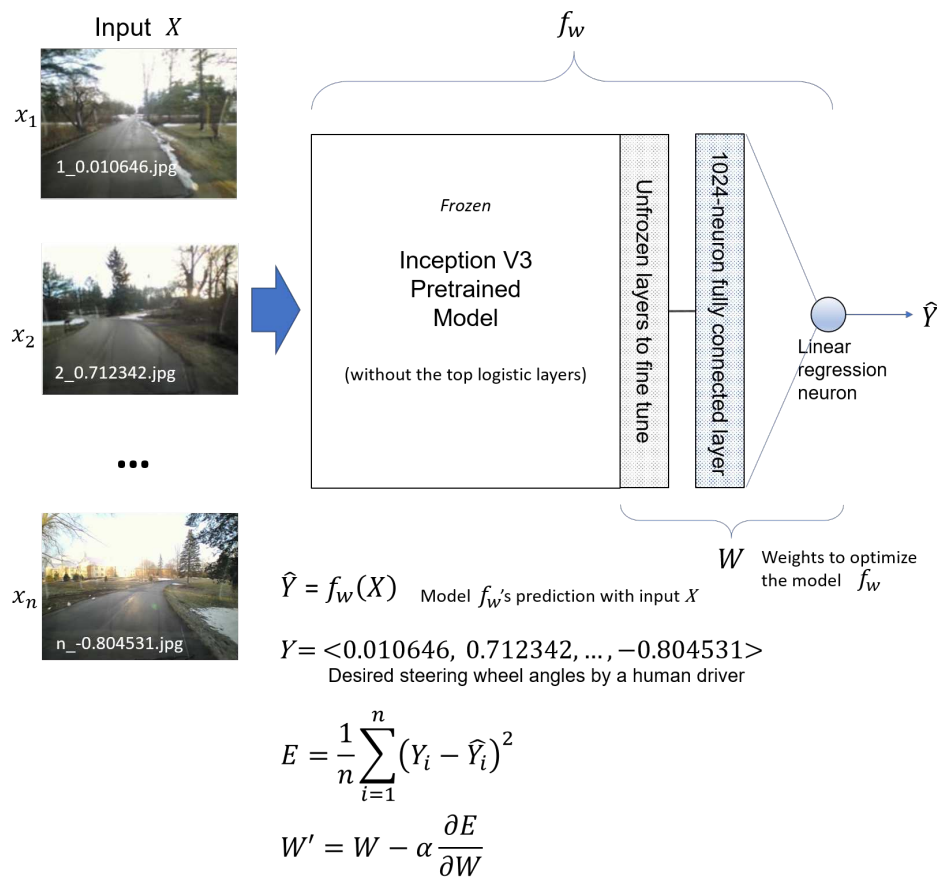 Input X
x₁
1_0.010646.jpg
x₂
2_0.712342.jpg
...
xₙ
n_-0.804531.jpg
f_w
Frozen
Inception V3
Pretrained
Model
(without the top logistic layers)
Unfrozen layers to fine tune
1024-neuron fully connected layer
Ŷ
Linear
regression
neuron
W Weights to optimize
the model f_w
Ŷ = f_w(X) Model f_w's prediction with input X
Y = <0.010646, 0.712342, ..., −0.804531>
Desired steering wheel angles by a human driver
E = 1/n ∑_{i=1}^{n} (Y_i − Ŷ_i)²
W′ = W − α ∂E/∂W